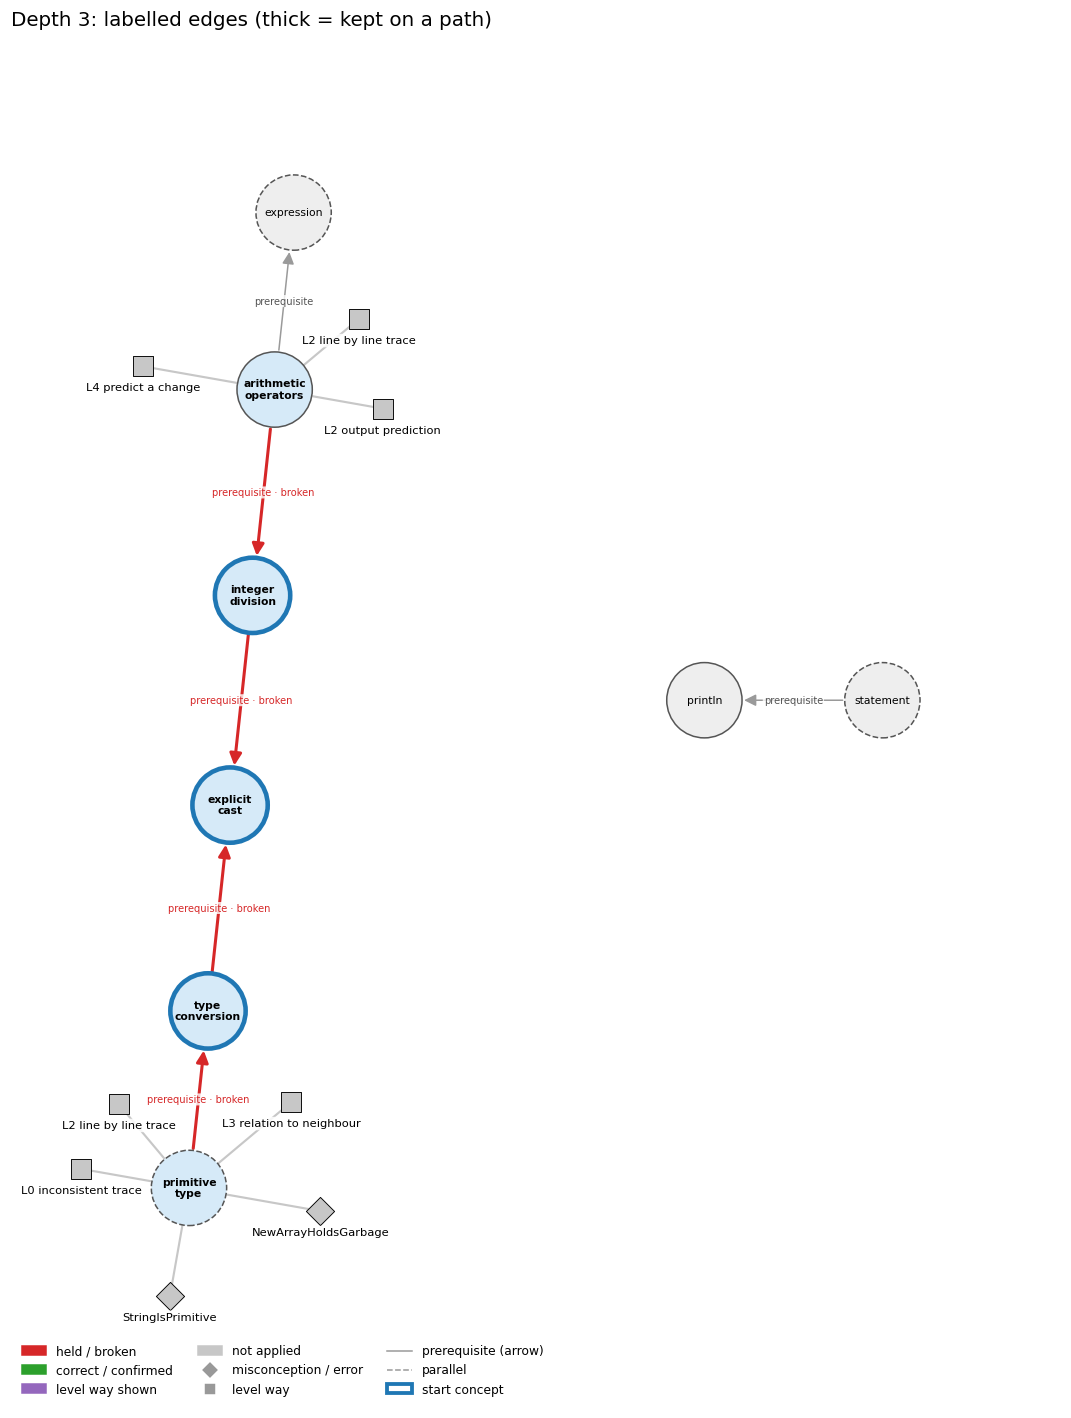 Depth 3: labelled edges (thick = kept on a path)
expression
prerequisite
L2 line by line trace
L4 predict a change
arithmetic
operators
L2 output prediction
prerequisite · broken
integer
division
prerequisite · broken
println
prerequisite
statement
explicit
cast
prerequisite · broken
type
conversion
prerequisite · broken
L2 line by line trace
L3 relation to neighbour
L0 inconsistent trace
primitive
type
NewArrayHoldsGarbage
StringIsPrimitive
held / broken
correct / confirmed
level way shown
not applied
misconception / error
level way
prerequisite (arrow)
parallel
start concept